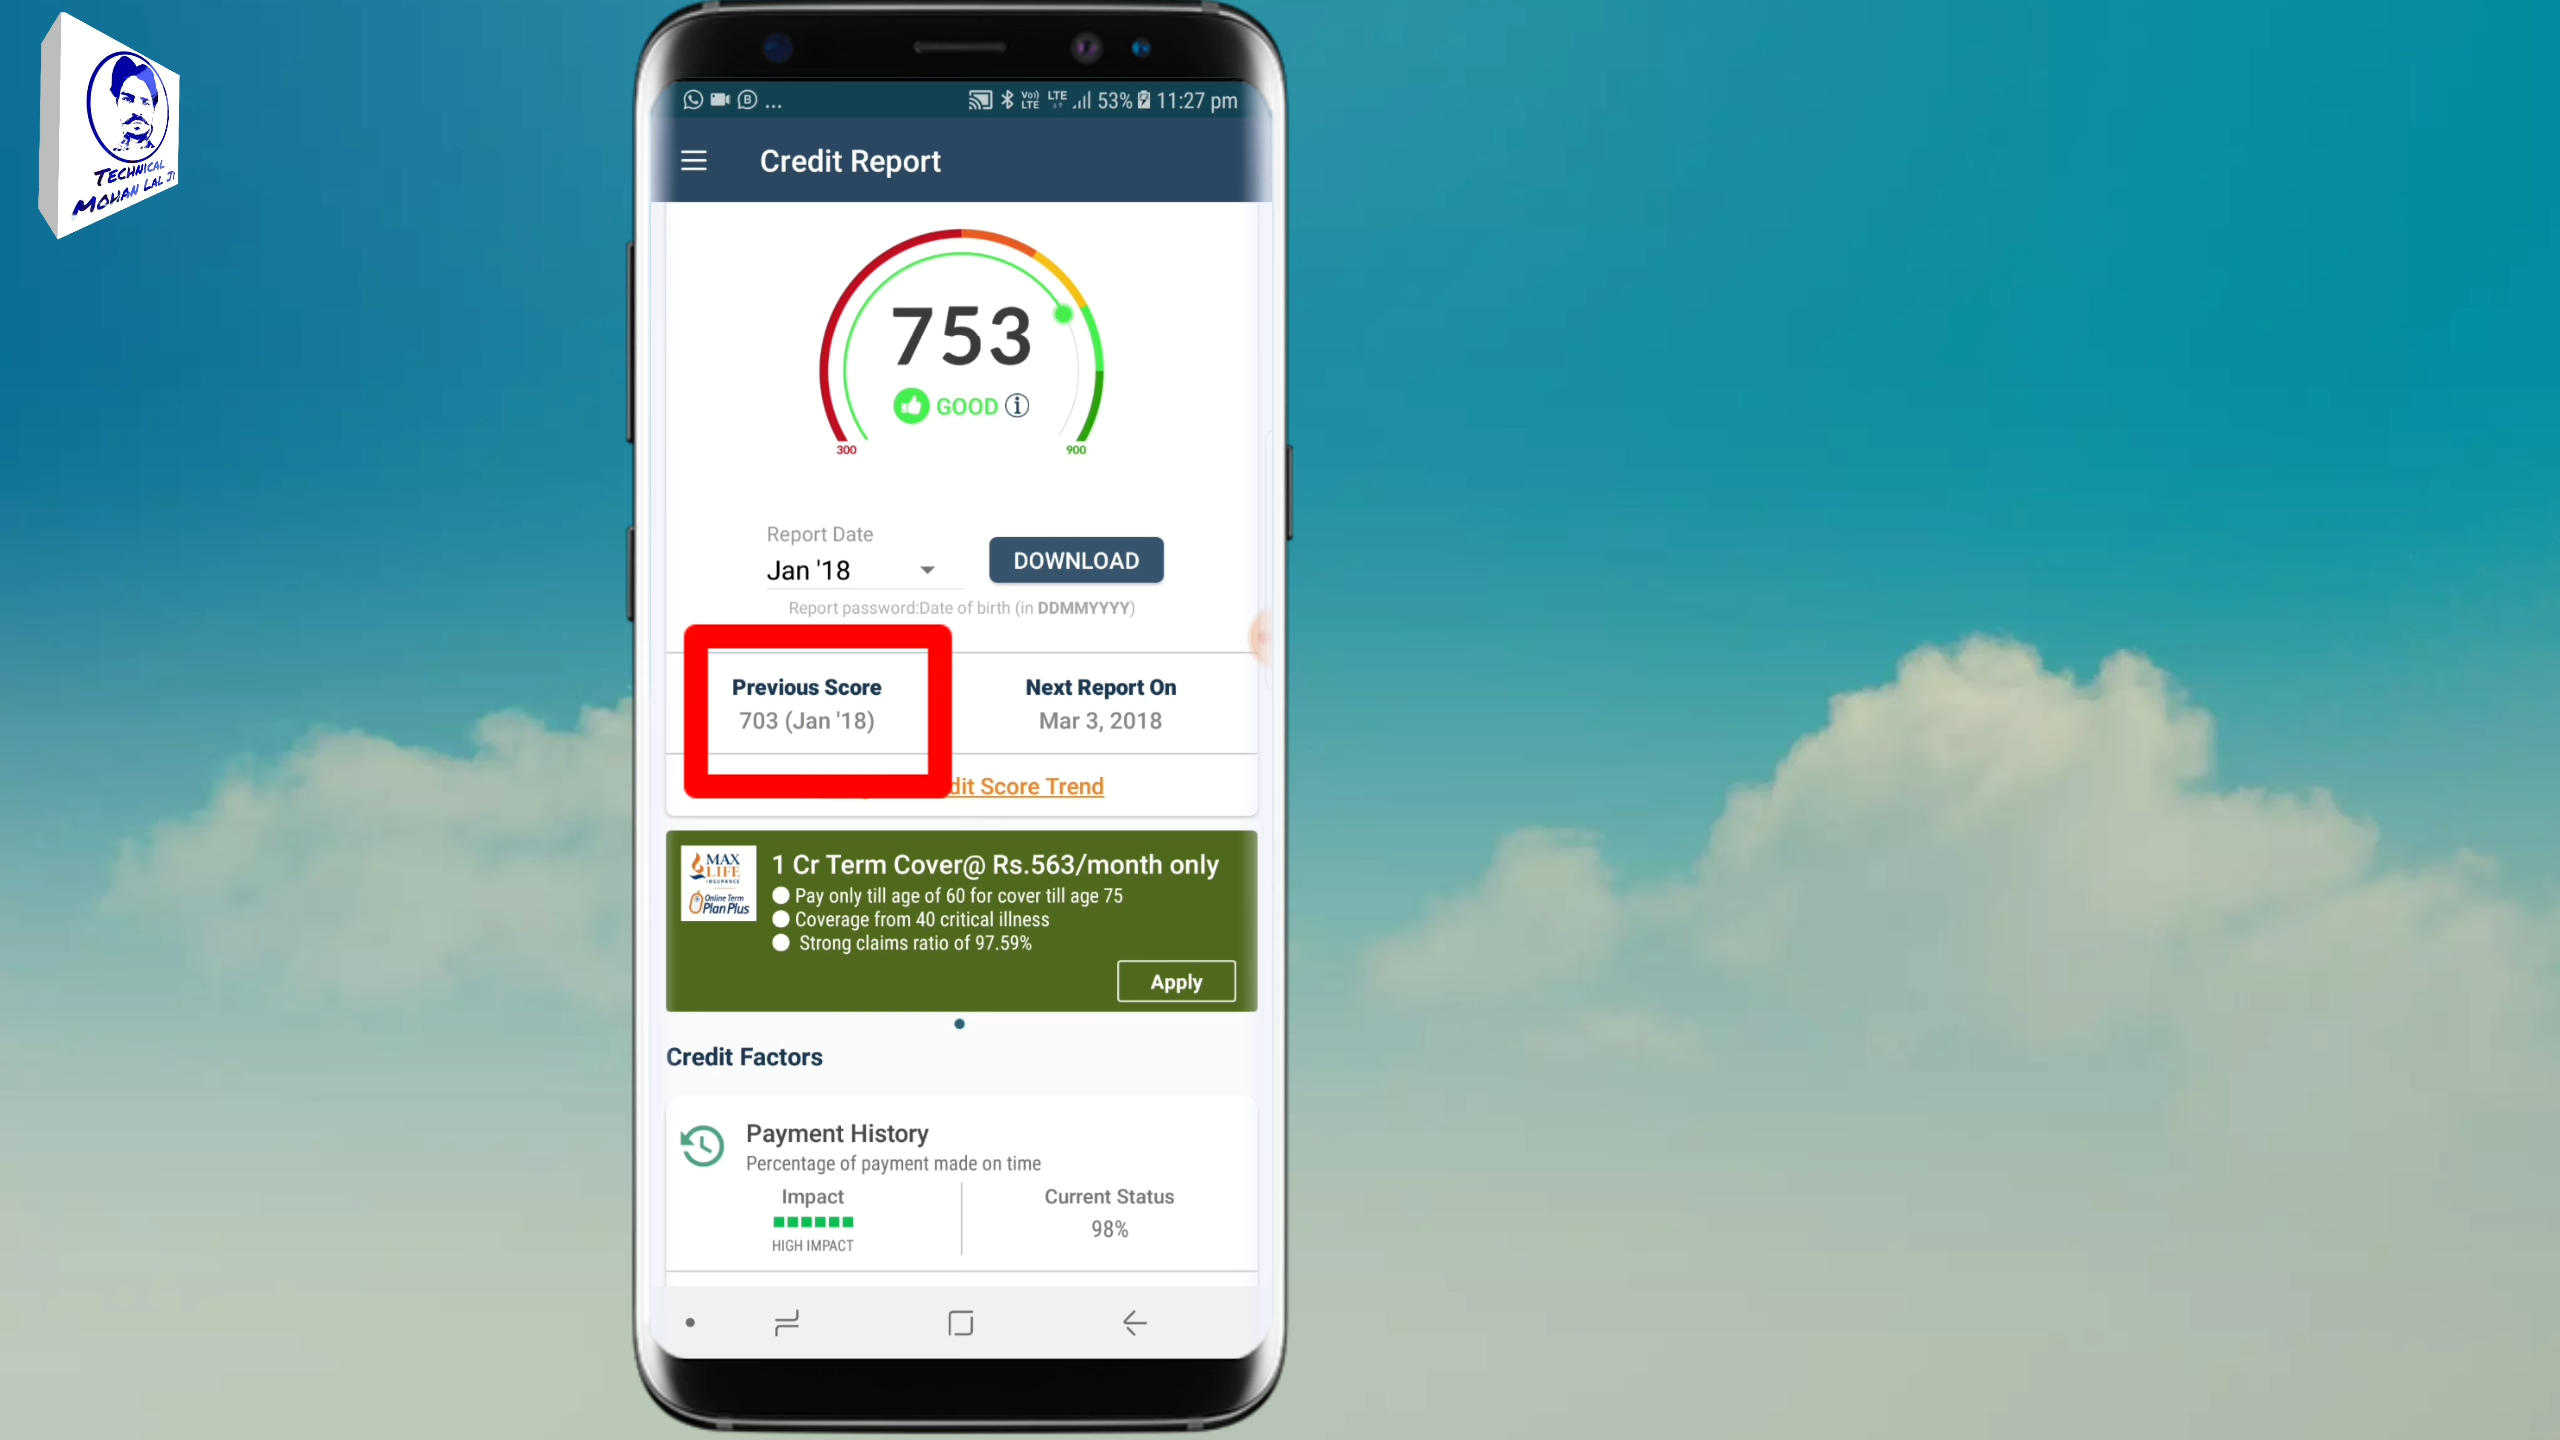 TECHNICAL
MOHAN LAL JI
... VoLTE LTE 53% 11:27 pm
Credit Report
753
GOOD
300 900
Report Date
Jan '18
DOWNLOAD
Report password:Date of birth (in DDMMYYYY)
Previous Score
703 (Jan '18)
Next Report On
Mar 3, 2018
dit Score Trend
MAX
LIFE
INSURANCE
Online Term
Plan Plus
1 Cr Term Cover@ Rs.563/month only
Pay only till age of 60 for cover till age 75
Coverage from 40 critical illness
Strong claims ratio of 97.59%
Apply
Credit Factors
Payment History
Percentage of payment made on time
Impact
HIGH IMPACT
Current Status
98%